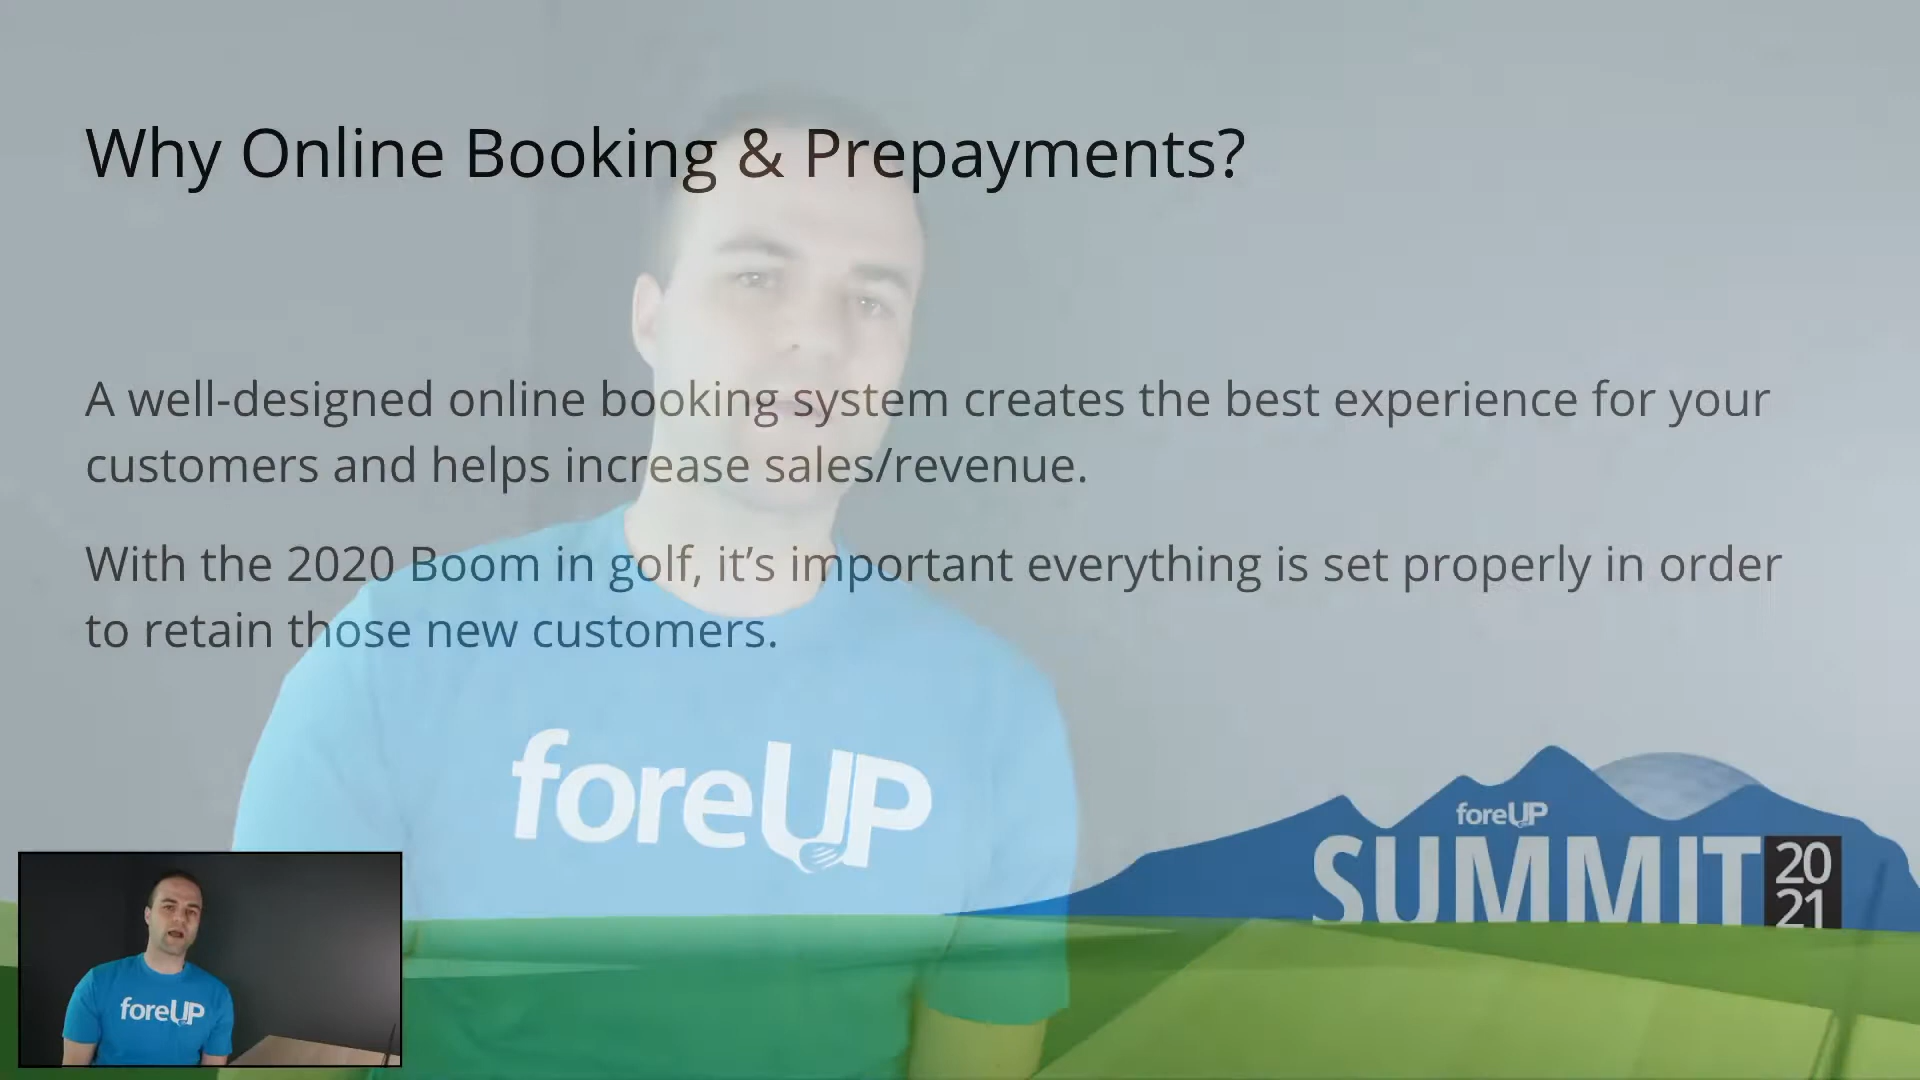 Why Online Booking & Prepayments?
A well-designed online booking system creates the best experience for your
customers and helps increase sales/revenue.
With the 2020 Boom in golf, it’s important everything is set properly in order
to retain those new customers.
foreUP
foreUP
SUMMIT
20
21
foreUP